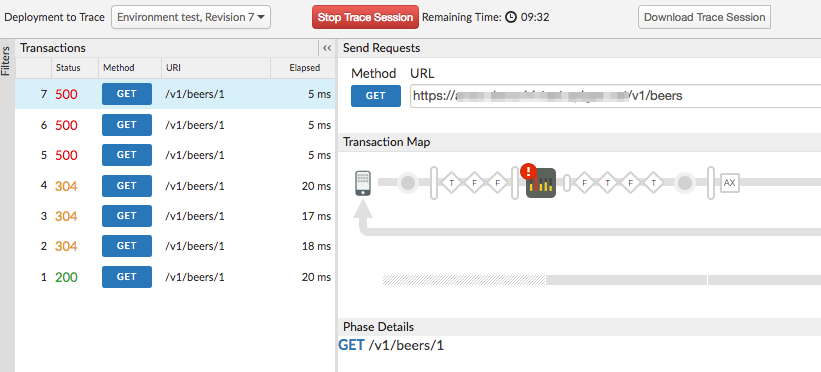 Deployment to Trace Environment test, Revision 7 Stop Trace Session Remaining Time: 09:32 Download Trace Session
Filters
Transactions <<
Status Method URI Elapsed
7 500 GET /v1/beers/1 5 ms
6 500 GET /v1/beers/1 5 ms
5 500 GET /v1/beers/1 5 ms
4 304 GET /v1/beers/1 20 ms
3 304 GET /v1/beers/1 17 ms
2 304 GET /v1/beers/1 18 ms
1 200 GET /v1/beers/1 20 ms
Send Requests
Method URL
GET https:// /v1/beers
Transaction Map
T F F ! F T F T AX
Phase Details
GET /v1/beers/1